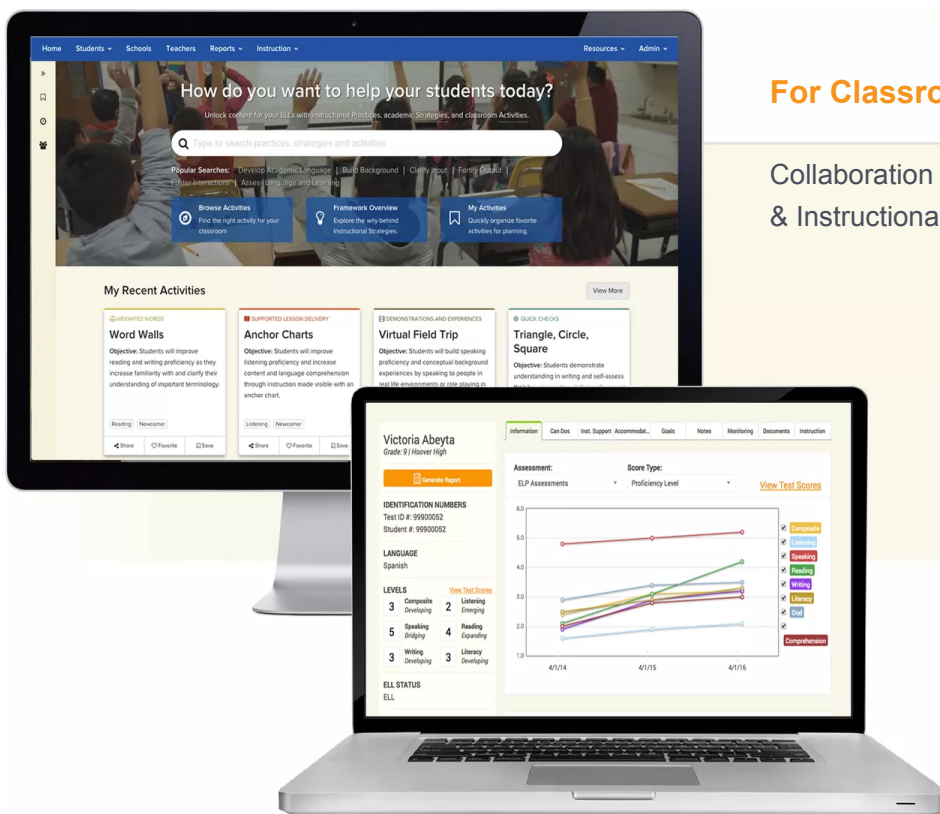 Home Students Schools Teachers Reports Instruction Resources Admin
How do you want to help your students today?
Unlock content for your ELLs with Instructional Practices, academic Strategies, and classroom Activities.
Type to search practices, strategies and activities
Popular Searches: Develop Academic Language | Build Background | Clarify Input | Fortify Output |
Foster Interactions | Assess Language and Learning
Browse Activities
Find the right activity for your
classroom
Framework Overview
Explore the why behind
Instructional Strategies.
My Activities
Quickly organize favorite
activities for planning.
My Recent Activities
View More
WEIGHTED WORDS
Word Walls
Objective: Students will improve
reading and writing proficiency as they
increase familiarity with and clarify their
understanding of important terminology.
Reading Newcomer
Share Favorite Save
SUPPORTED LESSON DELIVERY
Anchor Charts
Objective: Students will improve
listening proficiency and increase
content and language comprehension
through instruction made visible with an
anchor chart.
Listening Newcomer
Share Favorite Save
DEMONSTRATIONS AND EXPERIENCES
Virtual Field Trip
Objective: Students will build speaking
proficiency and conceptual background
experiences by speaking to people in
real life environments or role playing in
QUICK CHECKS
Triangle, Circle,
Square
Objective: Students demonstrate
understanding in writing and self-assess
For Classro
Collaboration
& Instructiona
Victoria Abeyta
Grade: 9 | Hoover High
Generate Report
IDENTIFICATION NUMBERS
Test ID #: 99900052
Student #: 99900052
LANGUAGE
Spanish
LEVELS View Test Scores
3 Composite Developing
2 Listening Emerging
5 Speaking Bridging
4 Reading Expanding
3 Writing Developing
3 Literacy Developing
ELL STATUS
ELL
Information Can Dos Inst. Support Accommodat.. Goals Notes Monitoring Documents Instruction
Assessment:
ELP Assessments
Score Type:
Proficiency Level
View Test Scores
6.0
5.0
4.0
3.0
2.0
1.0
4/1/14 4/1/15 4/1/16
Composite
Listening
Speaking
Reading
Writing
Literacy
Oral
Comprehension